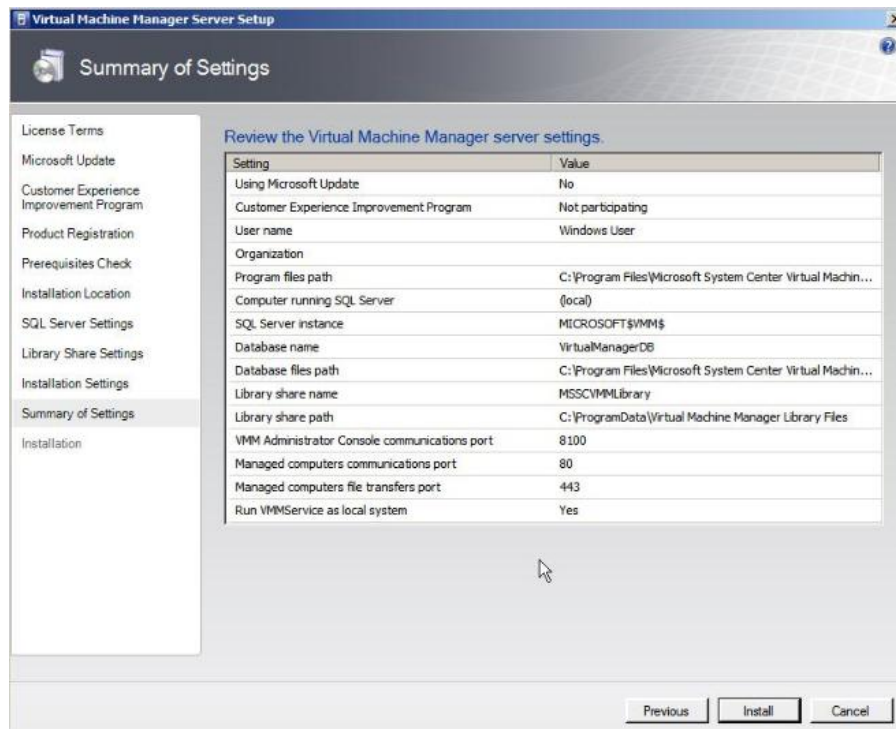 Virtual Machine Manager Server Setup
Summary of Settings
License Terms
Microsoft Update
Customer Experience
Improvement Program
Product Registration
Prerequisites Check
Installation Location
SQL Server Settings
Library Share Settings
Installation Settings
Summary of Settings
Installation
Review the Virtual Machine Manager server settings.
Setting Value
Using Microsoft Update No
Customer Experience Improvement Program Not participating
User name Windows User
Organization
Program files path C:\Program Files\Microsoft System Center Virtual Machin...
Computer running SQL Server (local)
SQL Server instance MICROSOFT$VMM$
Database name VirtualManagerDB
Database files path C:\Program Files\Microsoft System Center Virtual Machin...
Library share name MSSCVMMLibrary
Library share path C:\ProgramData\Virtual Machine Manager Library Files
VMM Administrator Console communications port 8100
Managed computers communications port 80
Managed computers file transfers port 443
Run VMMService as local system Yes
Previous Install Cancel